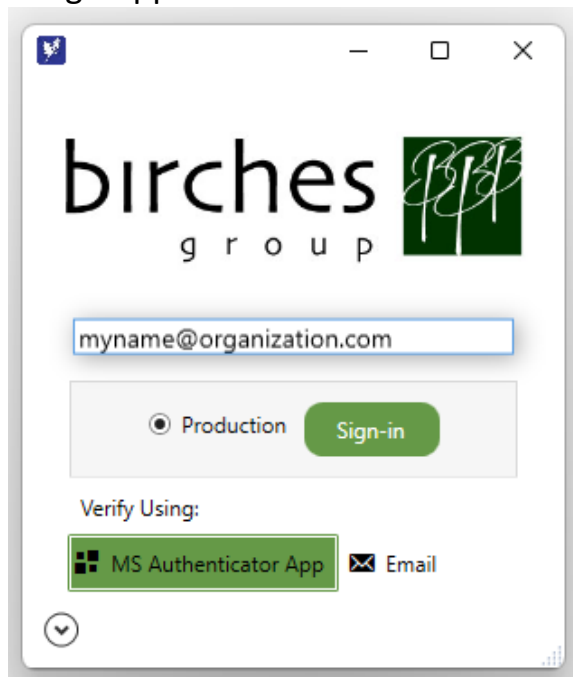 birches
group
myname@organization.com
Production Sign-in
Verify Using:
MS Authenticator App Email